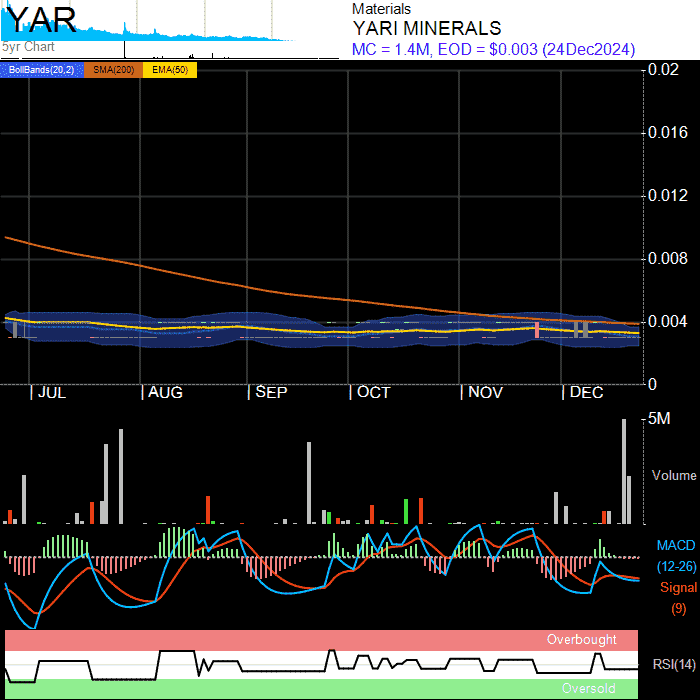 YAR
5yr Chart
Materials
YARI MINERALS
MC = 1.4M, EOD = $0.003 (24Dec2024)
BollBands(20,2) SMA(200) EMA(50)
0.02
0.016
0.012
0.008
0.004
0
JUL AUG SEP OCT NOV DEC
5M
Volume
MACD
(12-26)
Signal
(9)
Overbought
RSI(14)
Oversold